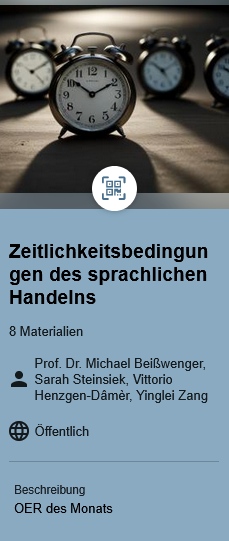 Zeitlichkeitsbedingun
gen des sprachlichen
Handelns
8 Materialien
Prof. Dr. Michael Beißwenger,
Sarah Steinsiek, Vittorio
Henzgen-Dâmèr, Yinglei Zang
Öffentlich
Beschreibung
OER des Monats